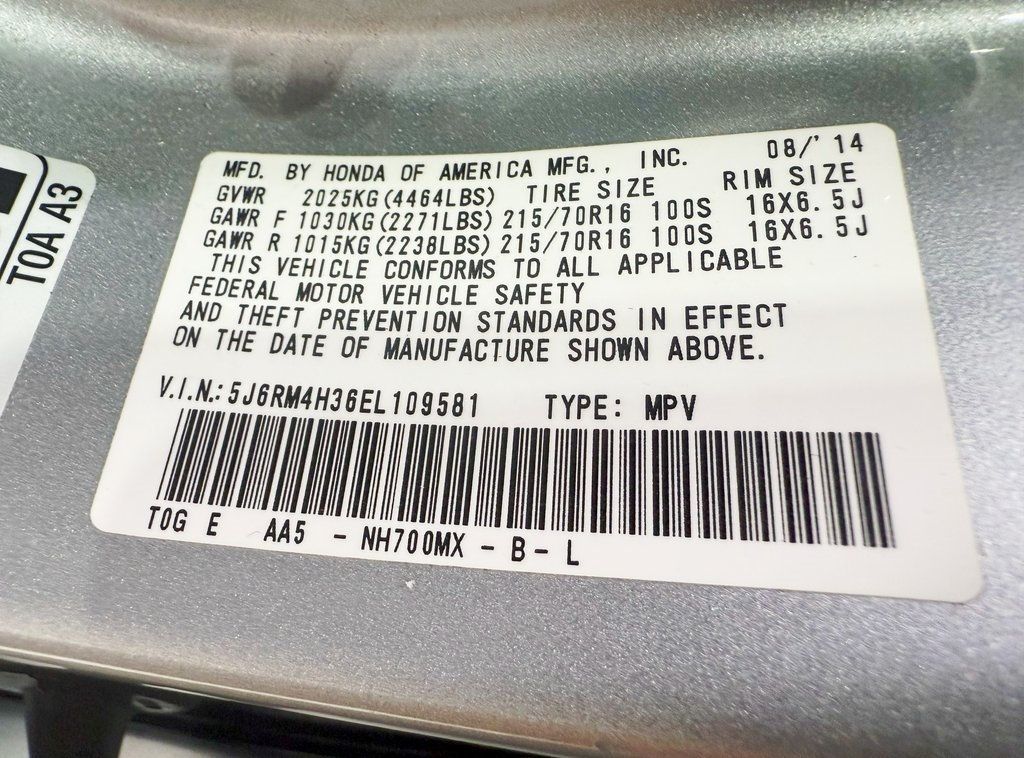 MFD. BY HONDA OF AMERICA MFG., INC. 08/'14
GVWR 2025KG (4464LBS) TIRE SIZE RIM SIZE
GAWR F 1030KG (2271LBS) 215/70R16 100S 16X6.5J
GAWR R 1015KG (2238LBS) 215/70R16 100S 16X6.5J
THIS VEHICLE CONFORMS TO ALL APPLICABLE
FEDERAL MOTOR VEHICLE SAFETY
AND THEFT PREVENTION STANDARDS IN EFFECT
ON THE DATE OF MANUFACTURE SHOWN ABOVE.
V.I.N.: 5J6RM4H36EL109581 TYPE: MPV
T0G E AA5 - NH700MX - B - L
T0A A3